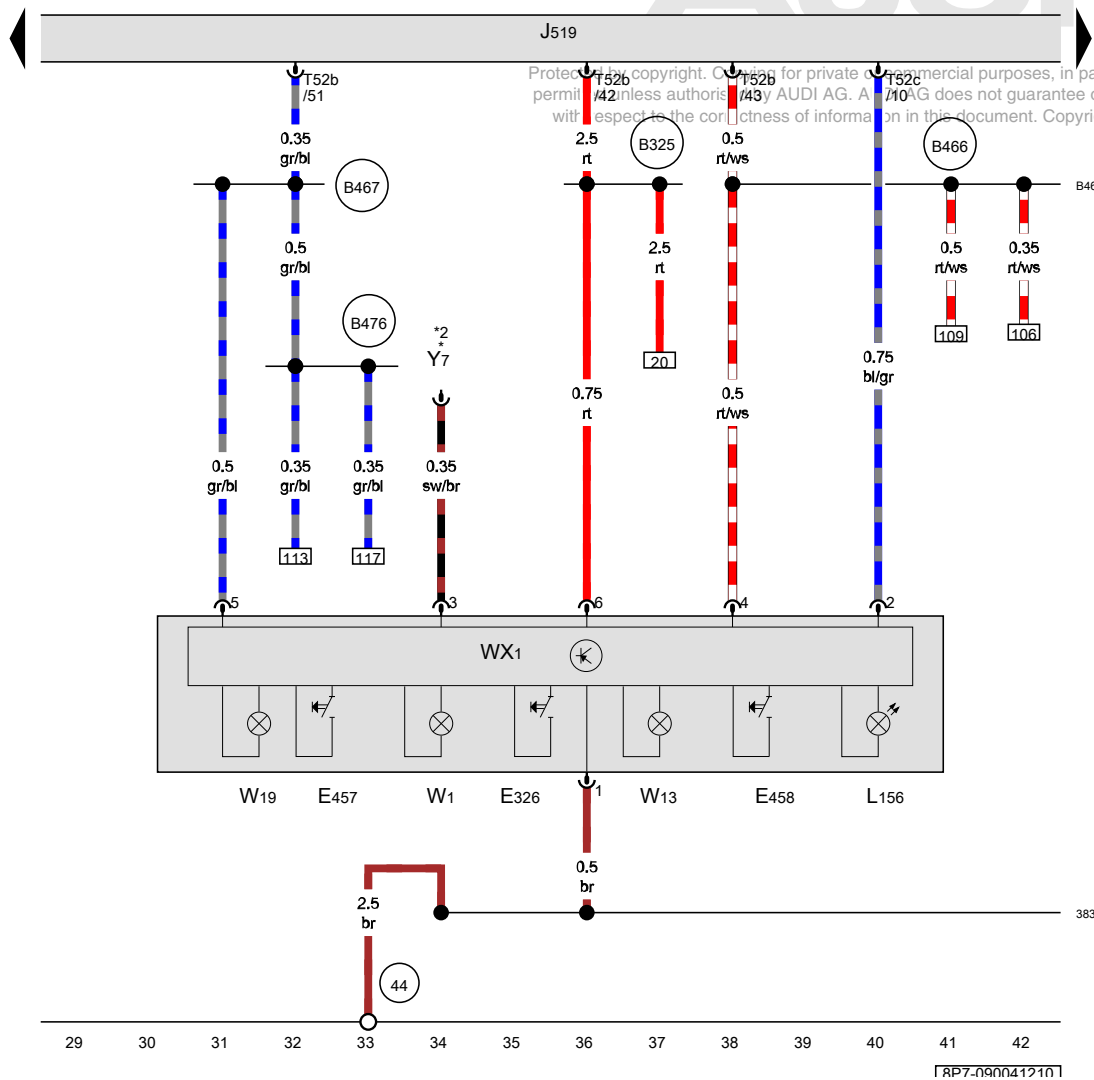 J519
Protected by copyright. Copying for private or commercial purposes, in pa
permitted unless authorised by AUDI AG. AUDI AG does not guarantee
with respect to the correctness of information in this document. Copyri
T52b
/51
T52b
/42
T52b
/43
T52c
/10
0.35
gr/bl
2.5
rt
B325
0.5
rt/ws
B466
B467
B46
0.5
gr/bl
2.5
rt
0.5
rt/ws
0.35
rt/ws
B476
*2
*
Y7
20
109
106
0.75
bl/gr
0.75
rt
0.5
rt/ws
0.5
gr/bl
0.35
gr/bl
0.35
gr/bl
0.35
sw/br
113
117
5
3
6
4
2
WX1
W19
E457
W1
E326
1
W13
E458
L156
0.5
br
2.5
br
383
44
29 30 31 32 33 34 35 36 37 38 39 40 41 42
8P7-090041210